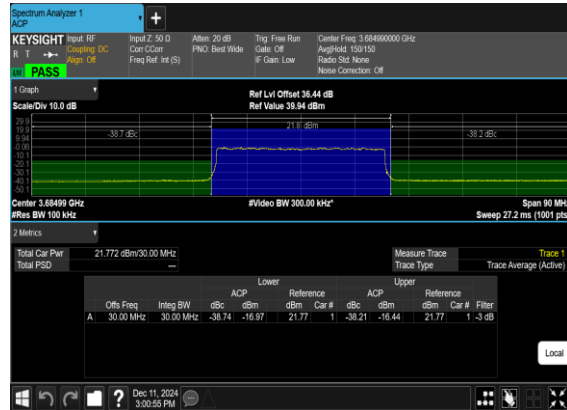 Spectrum Analyzer 1
ACP
+
KEYSIGHT Input: RF Input Z: 50 Ω Atten: 20 dB Trig: Free Run Center Freq: 3.684990000 GHz
R T Coupling: DC Corr CCorr PNO: Best Wide Gate: Off Avg|Hold: 150/150
Align: Off Freq Ref: Int (S) IF Gain: Low Radio Std: None
LW PASS Noise Correction: Off
1 Graph Ref Lvl Offset 36.44 dB
Scale/Div 10.0 dB Ref Value 39.94 dBm
29.9
19.9 21.8 dBm
9.94 -38.7 dBc -38.2 dBc
-0.06
-10.1
-20.1
-30.1
-40.1
-50.1
Center 3.68499 GHz #Video BW 300.00 kHz* Span 90 MHz
#Res BW 100 kHz Sweep 27.2 ms (1001 pts)
2 Metrics
Total Car Pwr 21.772 dBm/30.00 MHz Measure Trace Trace 1
Total PSD --- Trace Type Trace Average (Active)
Lower Upper
ACP Reference ACP Reference
Offs Freq Integ BW dBc dBm dBm Car # dBc dBm dBm Car # Filter
A 30.00 MHz 30.00 MHz -38.74 -16.97 21.77 1 -38.21 -16.44 21.77 1 -3 dB
Local
? Dec 11, 2024
3:00:55 PM